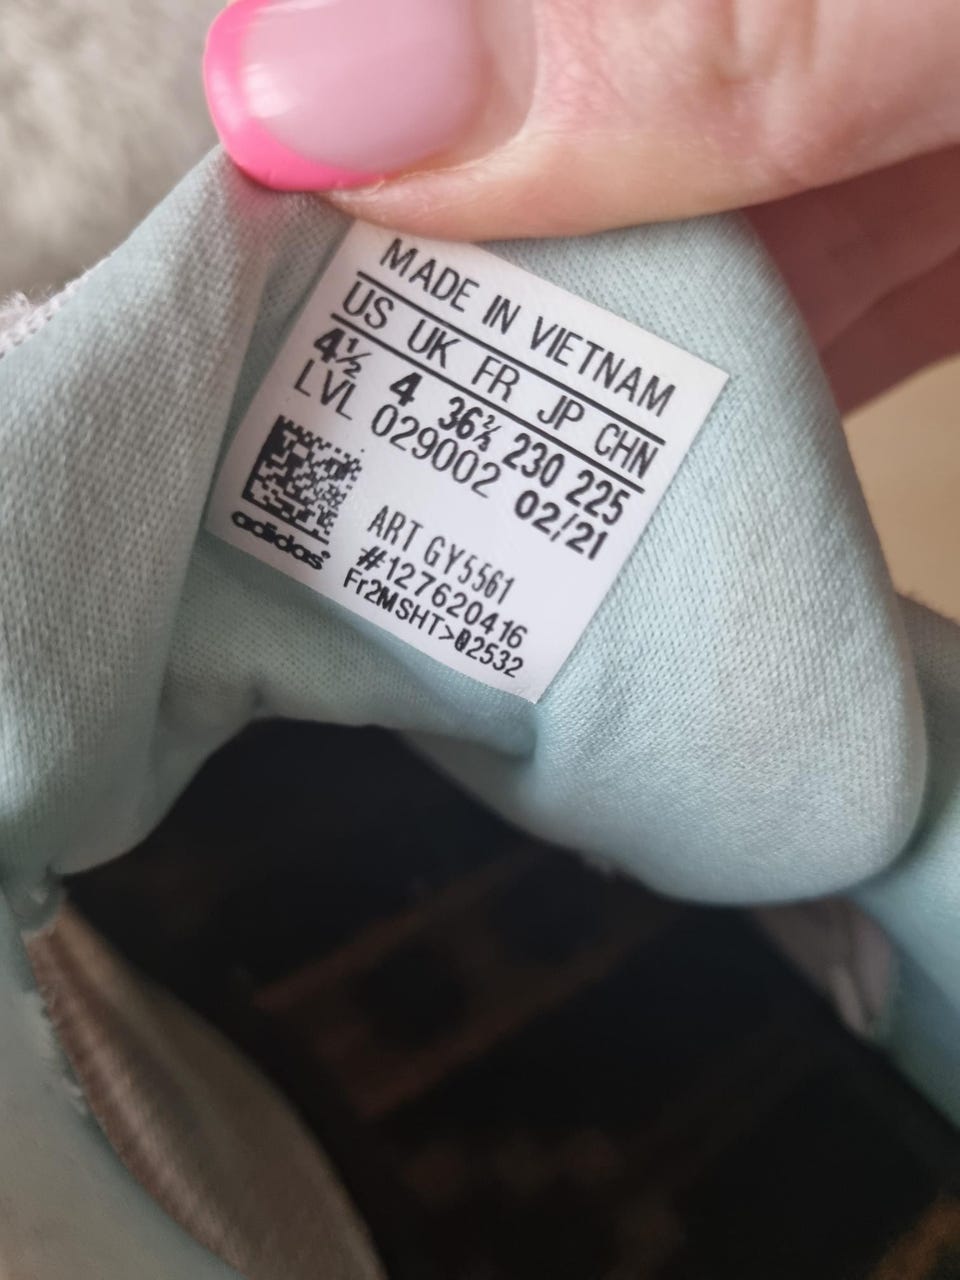 MADE IN VIETNAM
US UK FR JP CHN
4½ 4 36⅔ 230 225
LVL 029002 02/21
adidas
ART GY5561
#127620416
Fr2MSHT>02532